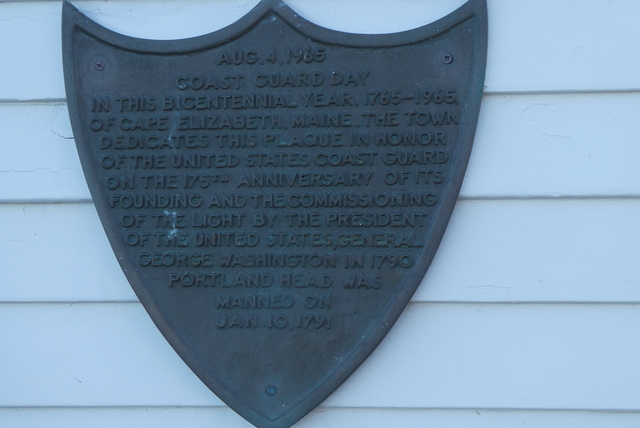 AUG. 4, 1965
COAST GUARD DAY
IN THIS BICENTENNIAL YEAR, 1765-1965,
OF CAPE ELIZABETH, MAINE. THE TOWN
DEDICATES THIS PLAQUE IN HONOR
OF THE UNITED STATES COAST GUARD
ON THE 175TH ANNIVERSARY OF ITS
FOUNDING AND THE COMMISSIONING
OF THE LIGHT BY THE PRESIDENT
OF THE UNITED STATES, GENERAL
GEORGE WASHINGTON IN 1790
PORTLAND HEAD WAS
MANNED ON
JAN. 10, 1791